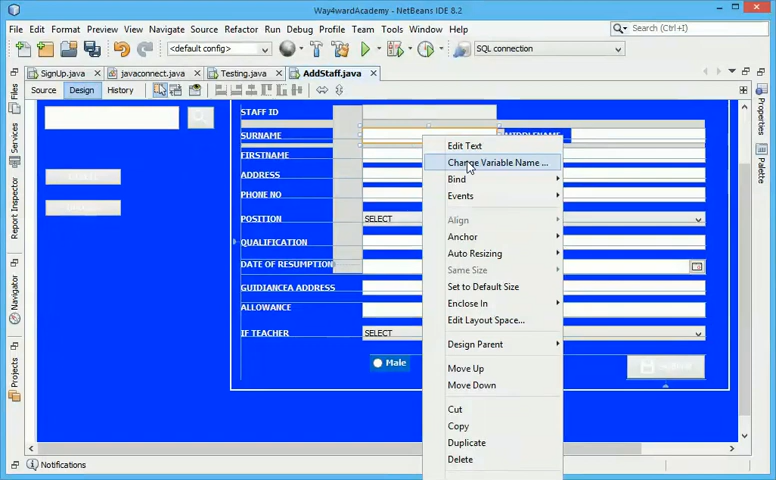 Way4wardAcademy - NetBeans IDE 8.2
File Edit Format Preview View Navigate Source Refactor Run Debug Profile Team Tools Window
Search (Ctrl+I)
<default config>
SQL connection
SignUp.java javaconnect.java Testing.java AddStaff.java
Source Design History
Files
Services
Report Inspector
Navigator
Projects
Properties
Palette
STAFF ID
SURNAME
MIDDLENAME
FIRSTNAME
ADDRESS
PHONE NO
POSITION SELECT
QUALIFICATION
DATE OF RESUMPTION
GUIDIANCEA ADDRESS
ALLOWANCE
IF TEACHER SELECT
Male
Edit Text
Change Variable Name ...
Bind
Events
Align
Anchor
Auto Resizing
Same Size
Set to Default Size
Enclose In
Edit Layout Space...
Design Parent
Move Up
Move Down
Cut
Copy
Duplicate
Delete
Notifications